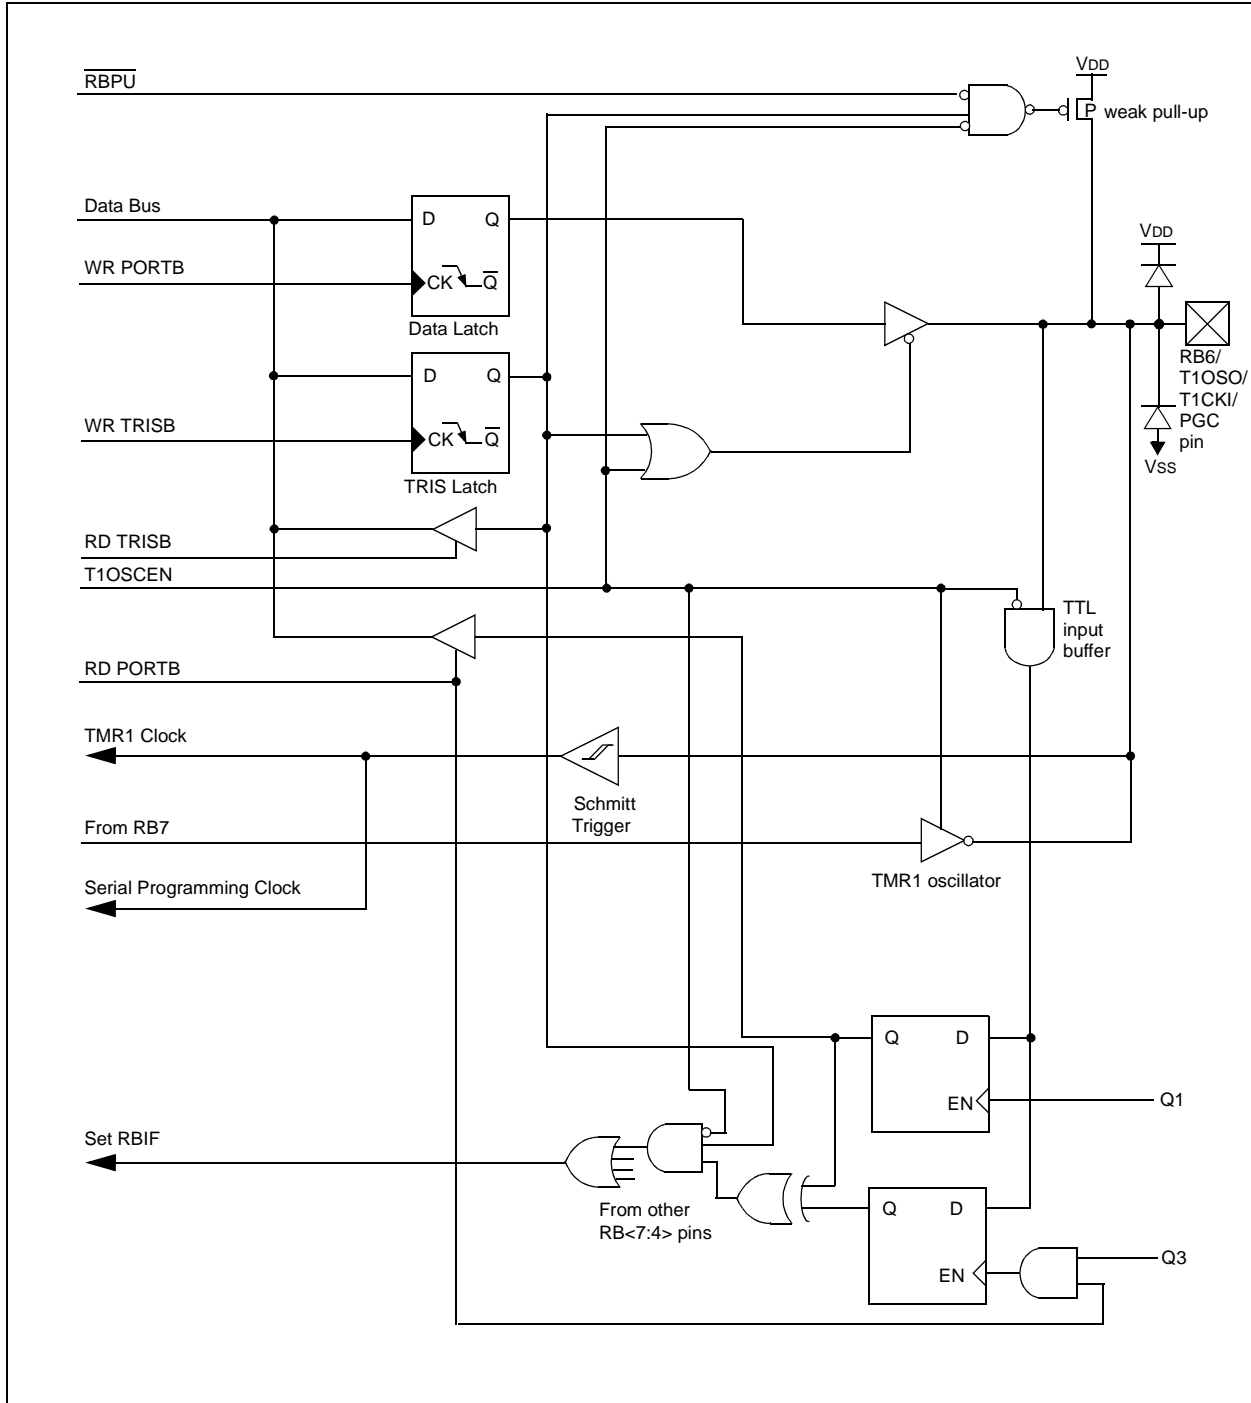 RBPU
VDD
P weak pull-up
Data Bus
D Q
VDD
WR PORTB
CK Q
Data Latch
RB6/
T1OSO/
T1CKI/
PGC
pin
VSS
D Q
WR TRISB
CK Q
TRIS Latch
RD TRISB
T1OSCEN
TTL
input
buffer
RD PORTB
TMR1 Clock
Schmitt
Trigger
From RB7
TMR1 oscillator
Serial Programming Clock
Q D
EN
Q1
Set RBIF
From other
RB<7:4> pins
Q D
EN
Q3